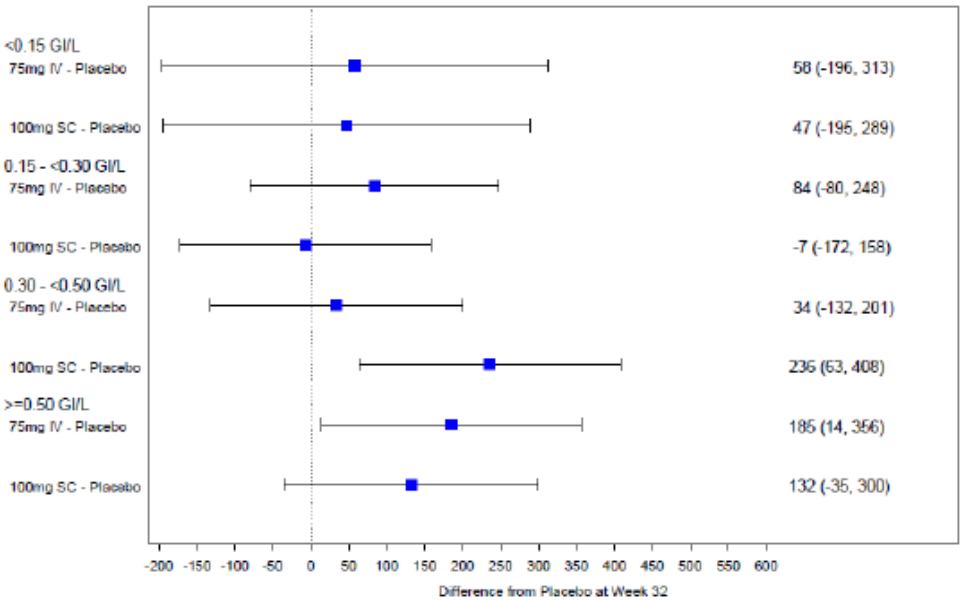 <0.15 GI/L
75mg IV - Placebo 58 (-196, 313)
100mg SC - Placebo 47 (-195, 289)
0.15 - <0.30 GI/L
75mg IV - Placebo 84 (-80, 248)
100mg SC - Placebo -7 (-172, 158)
0.30 - <0.50 GI/L
75mg IV - Placebo 34 (-132, 201)
100mg SC - Placebo 236 (63, 408)
>=0.50 GI/L
75mg IV - Placebo 185 (14, 356)
100mg SC - Placebo 132 (-35, 300)
-200 -150 -100 -50 0 50 100 150 200 250 300 350 400 450 500 550 600
Difference from Placebo at Week 32